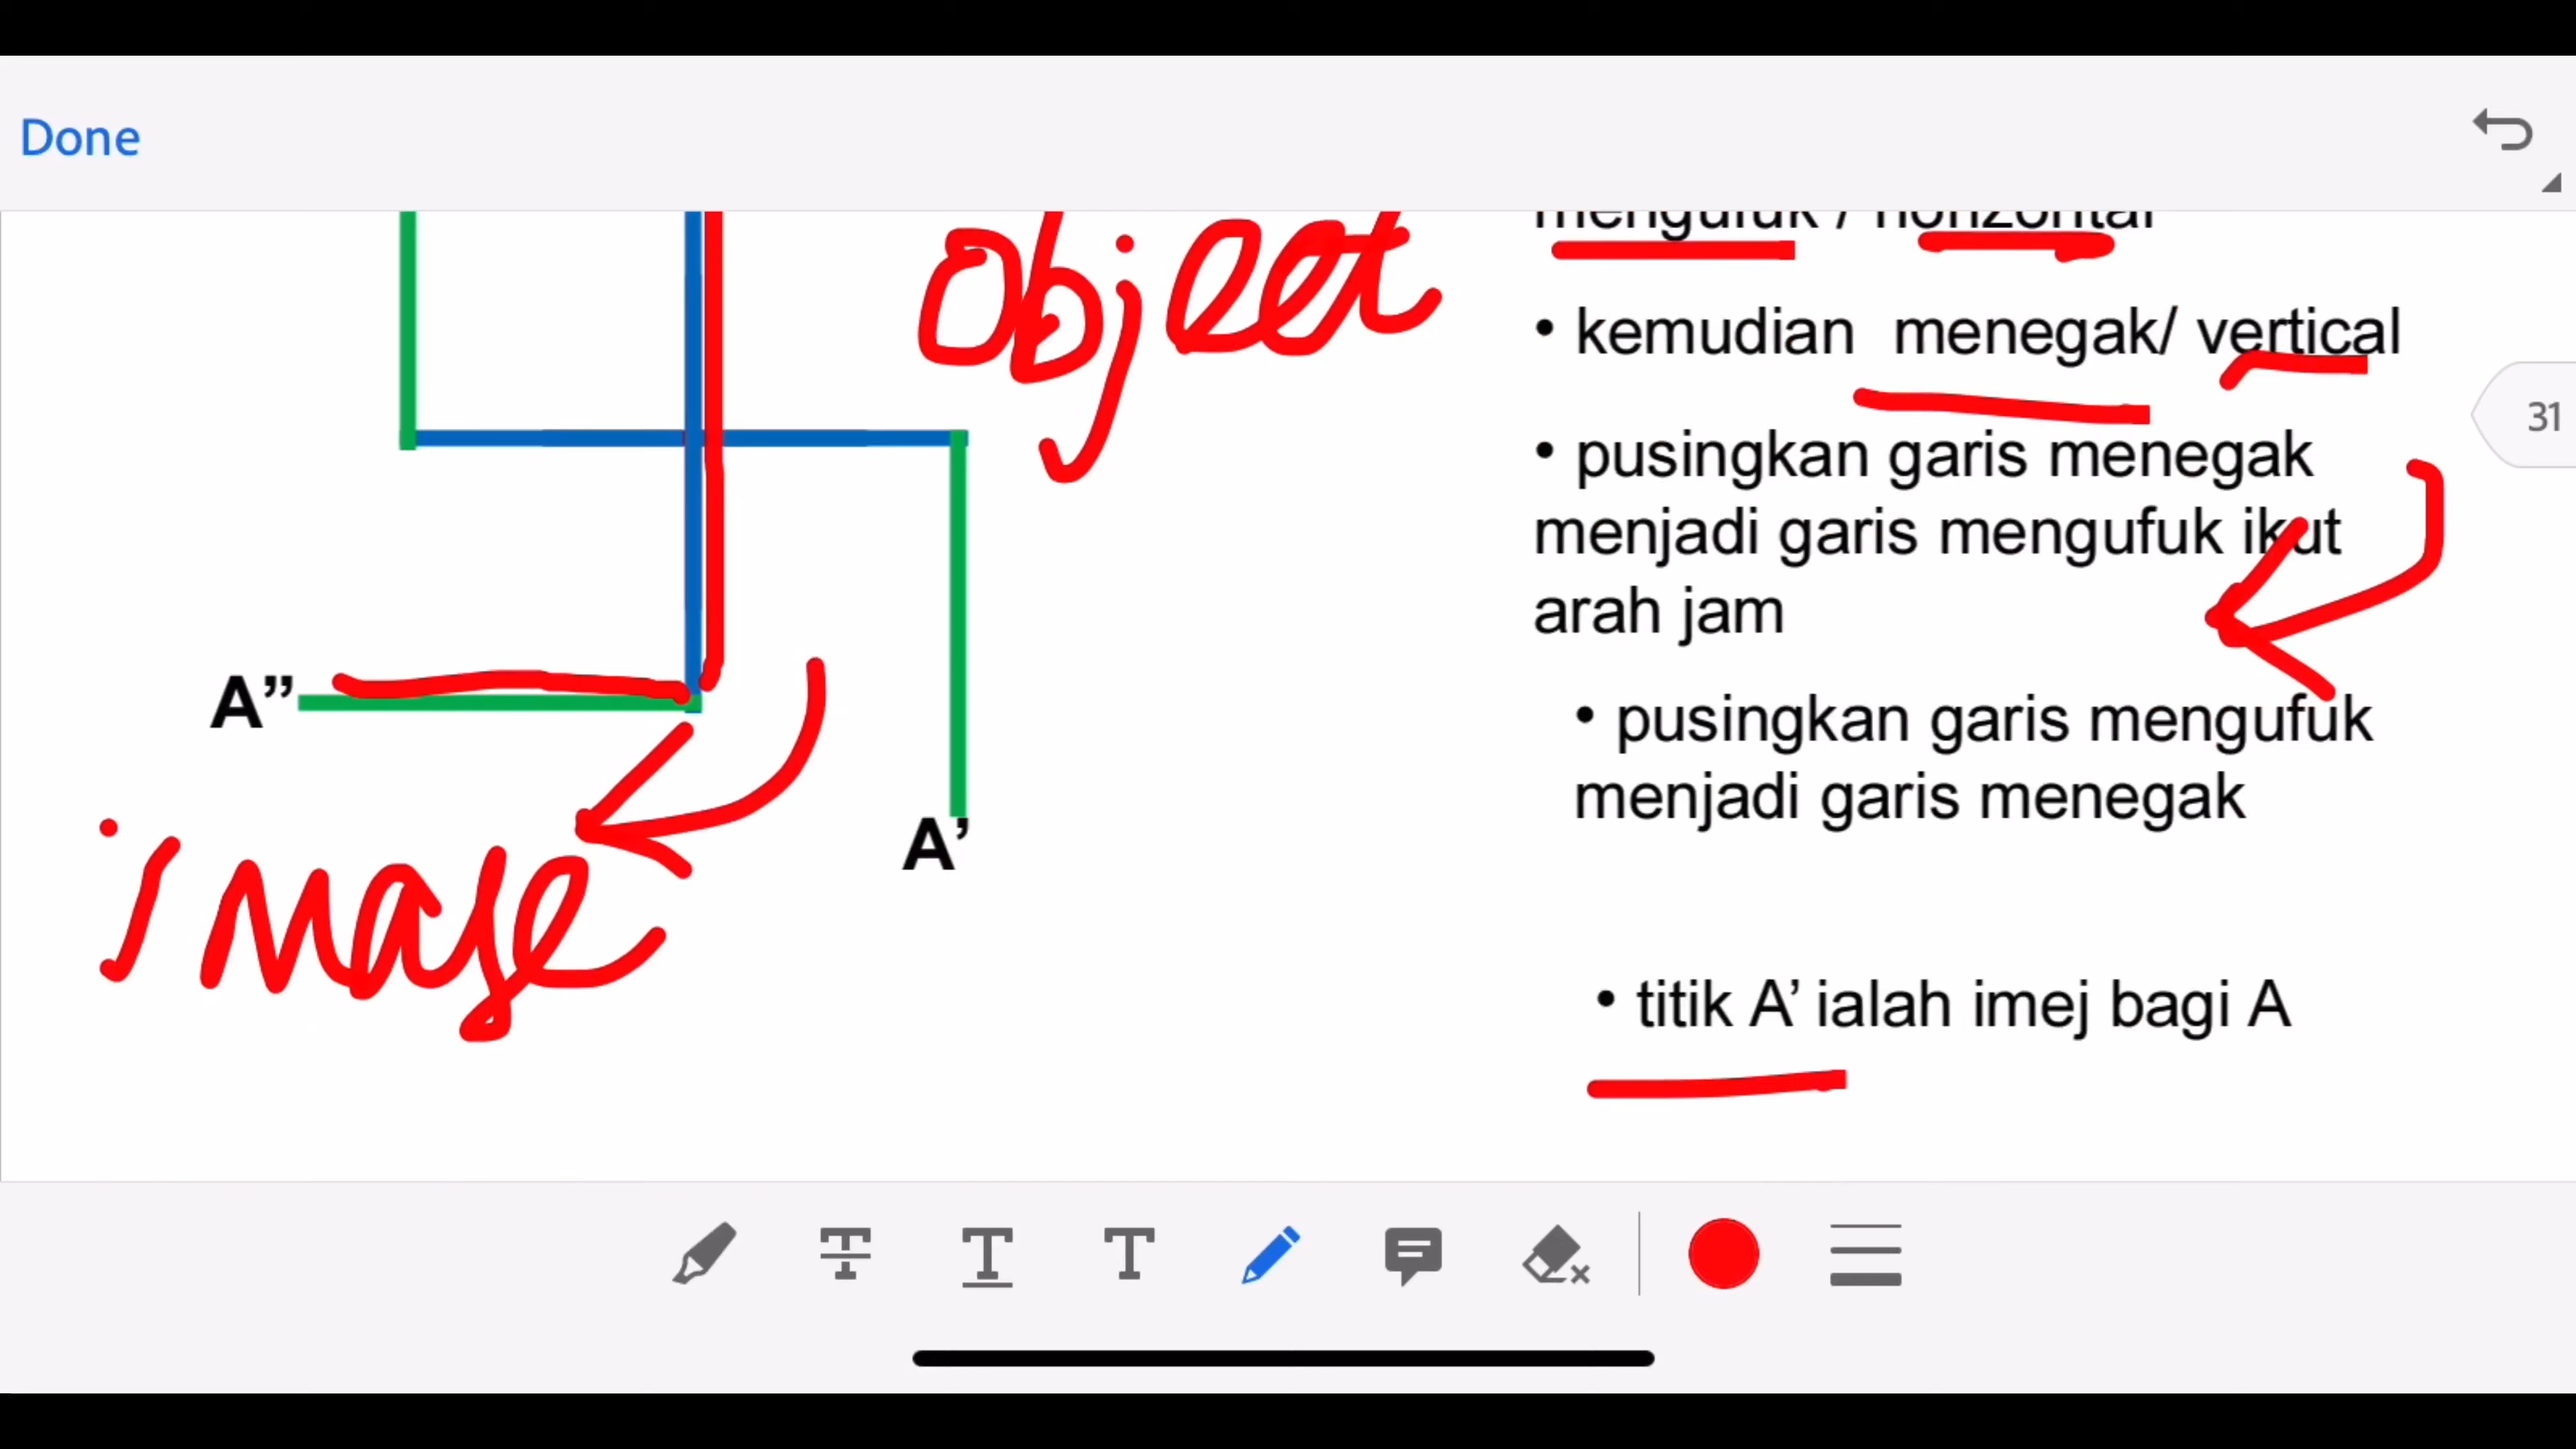 Done
object
mengufuk / horizontal
• kemudian menegak/ vertical
31
• pusingkan garis menegak
menjadi garis mengufuk ikut
arah jam
A”
• pusingkan garis mengufuk
menjadi garis menegak
A’
image
• titik A’ ialah imej bagi A
T
T
T